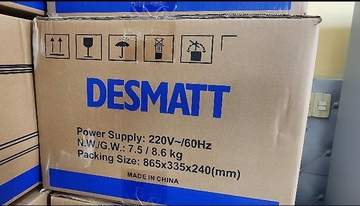 DESMATT
Power Supply: 220V~/60Hz
N.W./G.W.: 7.5 / 8.6 kg
Packing Size: 865x335x240(mm)
MADE IN CHINA